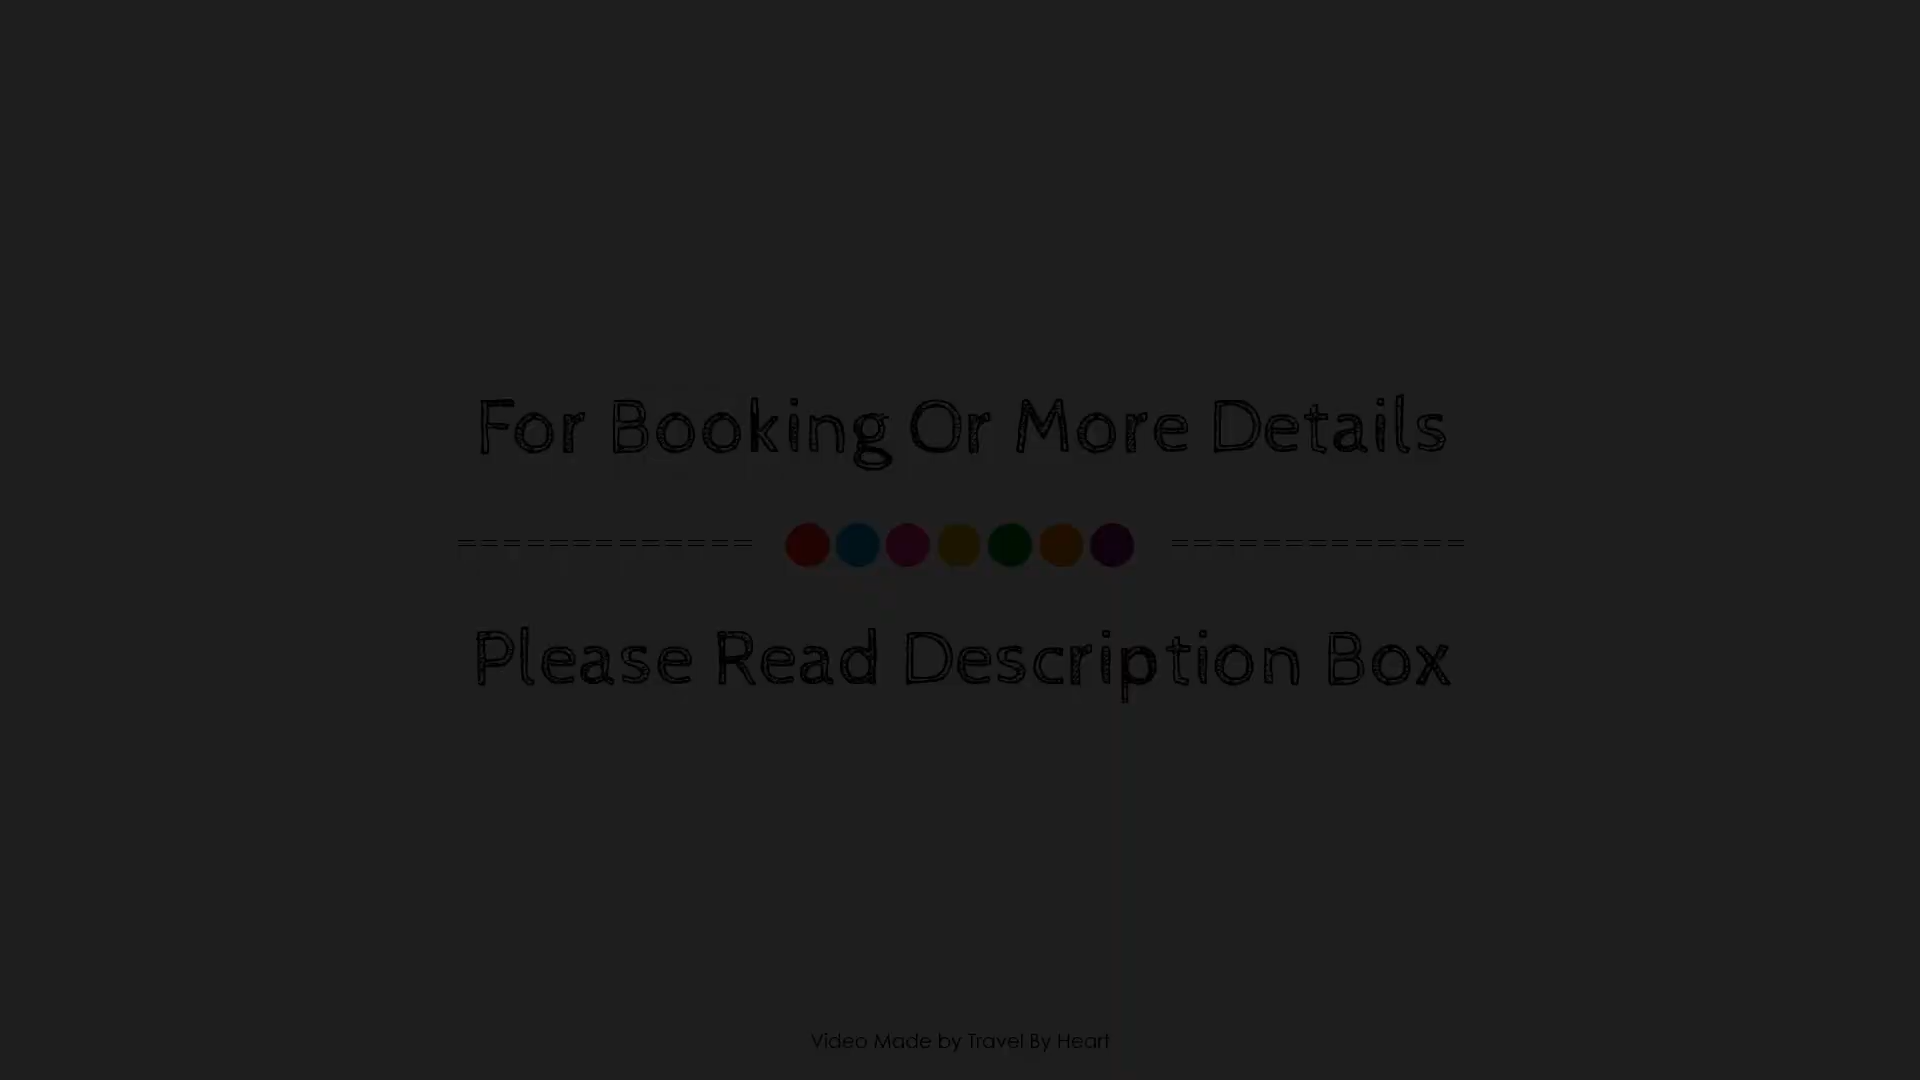 For Booking Or More Details
============= =============
Please Read Description Box
Video Made by Travel By Heart